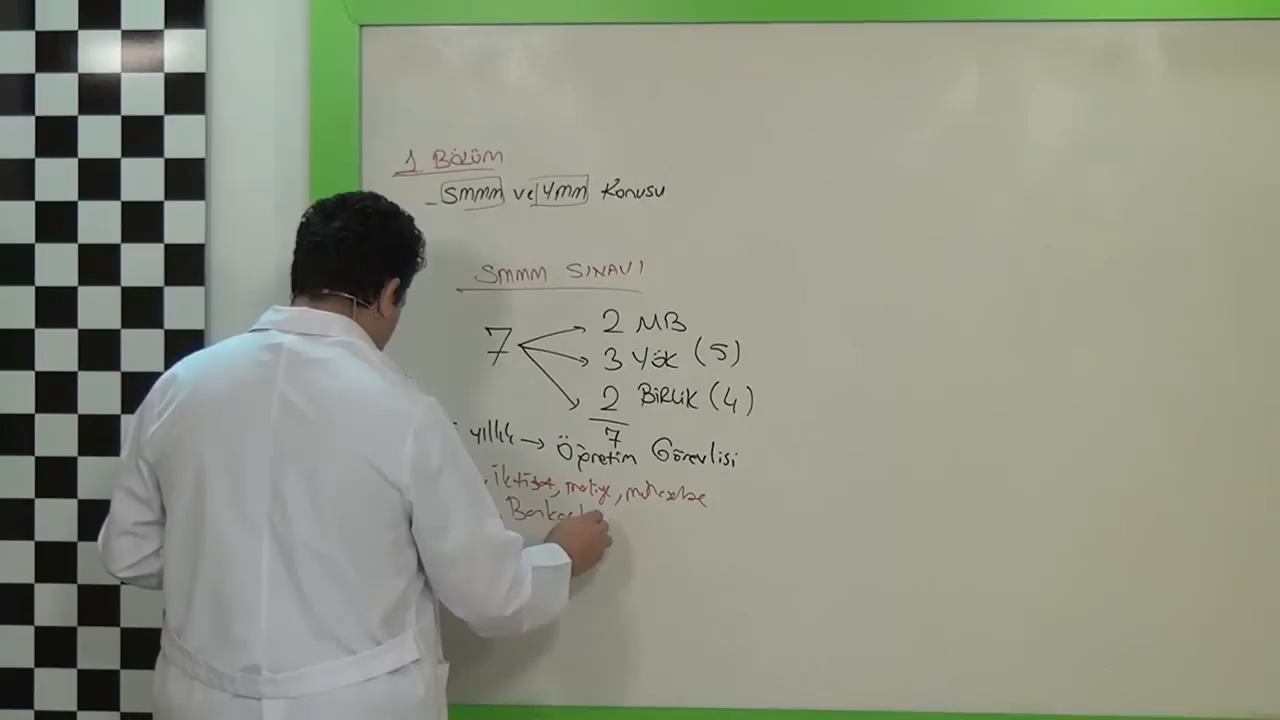 1. BÖLÜM
- SMMM ve YMM Konusu
SMMM SINAVI
7
2 MB
3 YÖK (5)
2 BİRLİK (4)
7
yıllık → Öğretim Görevlisi
, iktisat, maliye, muhasebe